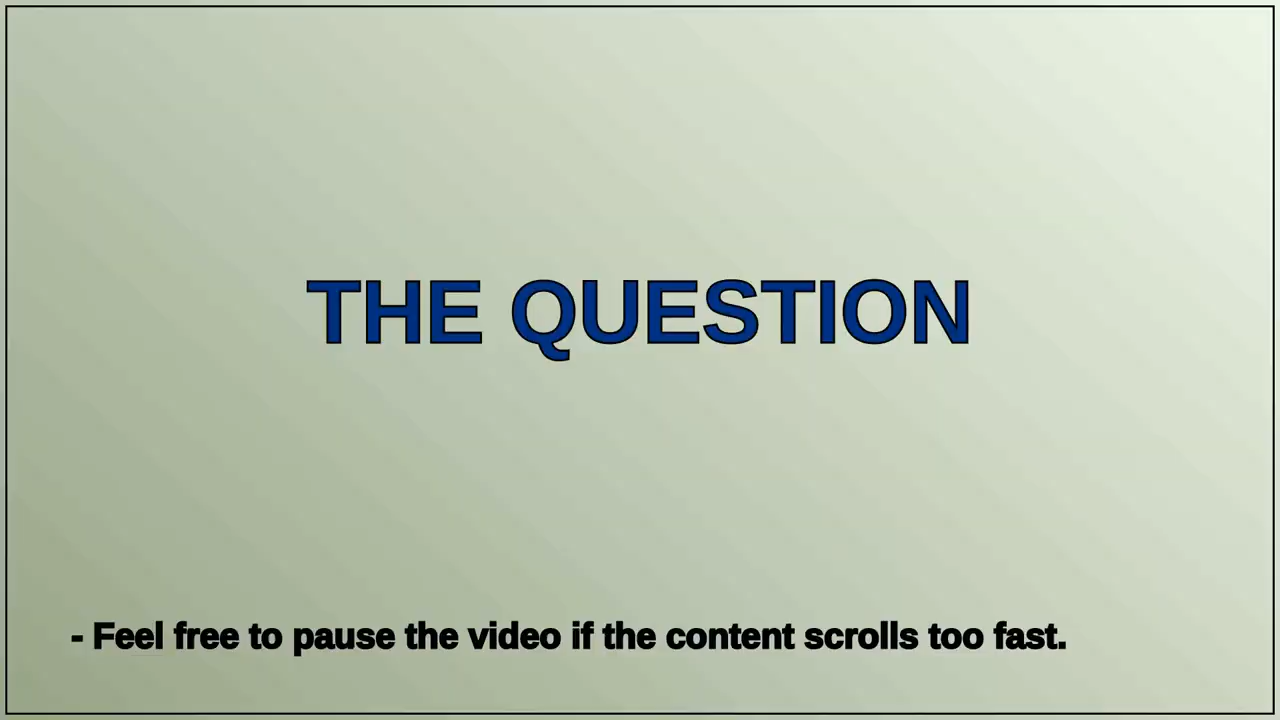 THE QUESTION
- Feel free to pause the video if the content scrolls too fast.